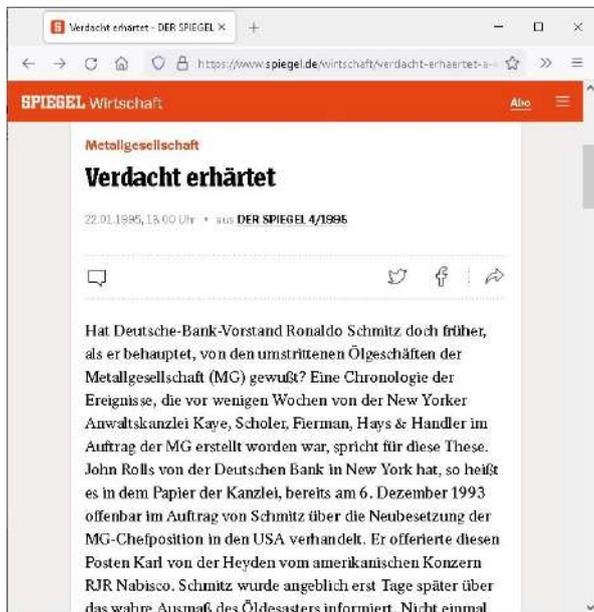 Verdacht erhärtet - DER SPIEGEL
https://www.spiegel.de/wirtschaft/verdacht-erhaertet-a-
SPIEGEL Wirtschaft
Abo
Metallgesellschaft
Verdacht erhärtet
22.01.1995, 13.00 Uhr • aus DER SPIEGEL 4/1995
Hat Deutsche-Bank-Vorstand Ronaldo Schmitz doch früher,
als er behauptet, von den umstrittenen Ölgeschäften der
Metallgesellschaft (MG) gewußt? Eine Chronologie der
Ereignisse, die vor wenigen Wochen von der New Yorker
Anwaltskanzlei Kaye, Scholer, Fierman, Hays & Handler im
Auftrag der MG erstellt worden war, spricht für diese These.
John Rolls von der Deutschen Bank in New York hat, so heißt
es in dem Papier der Kanzlei, bereits am 6. Dezember 1993
offenbar im Auftrag von Schmitz über die Neubesetzung der
MG-Chefposition in den USA verhandelt. Er offerierte diesen
Posten Karl von der Heyden vom amerikanischen Konzern
RJR Nabisco. Schmitz wurde angeblich erst Tage später über
das wahre Ausmaß des Öldesasters informiert. Nicht einmal